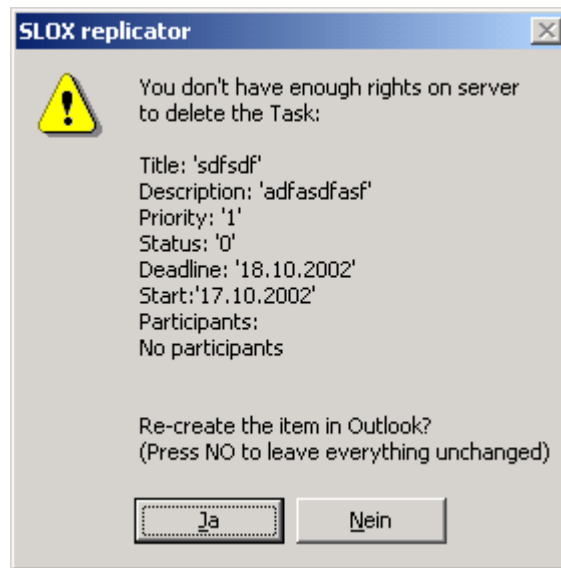 SLOX replicator
You don't have enough rights on server
to delete the Task:
Title: 'sdfsdf'
Description: 'adfasdfasf'
Priority: '1'
Status: '0'
Deadline: '18.10.2002'
Start:'17.10.2002'
Participants:
No participants
Re-create the item in Outlook?
(Press NO to leave everything unchanged)
Ja
Nein